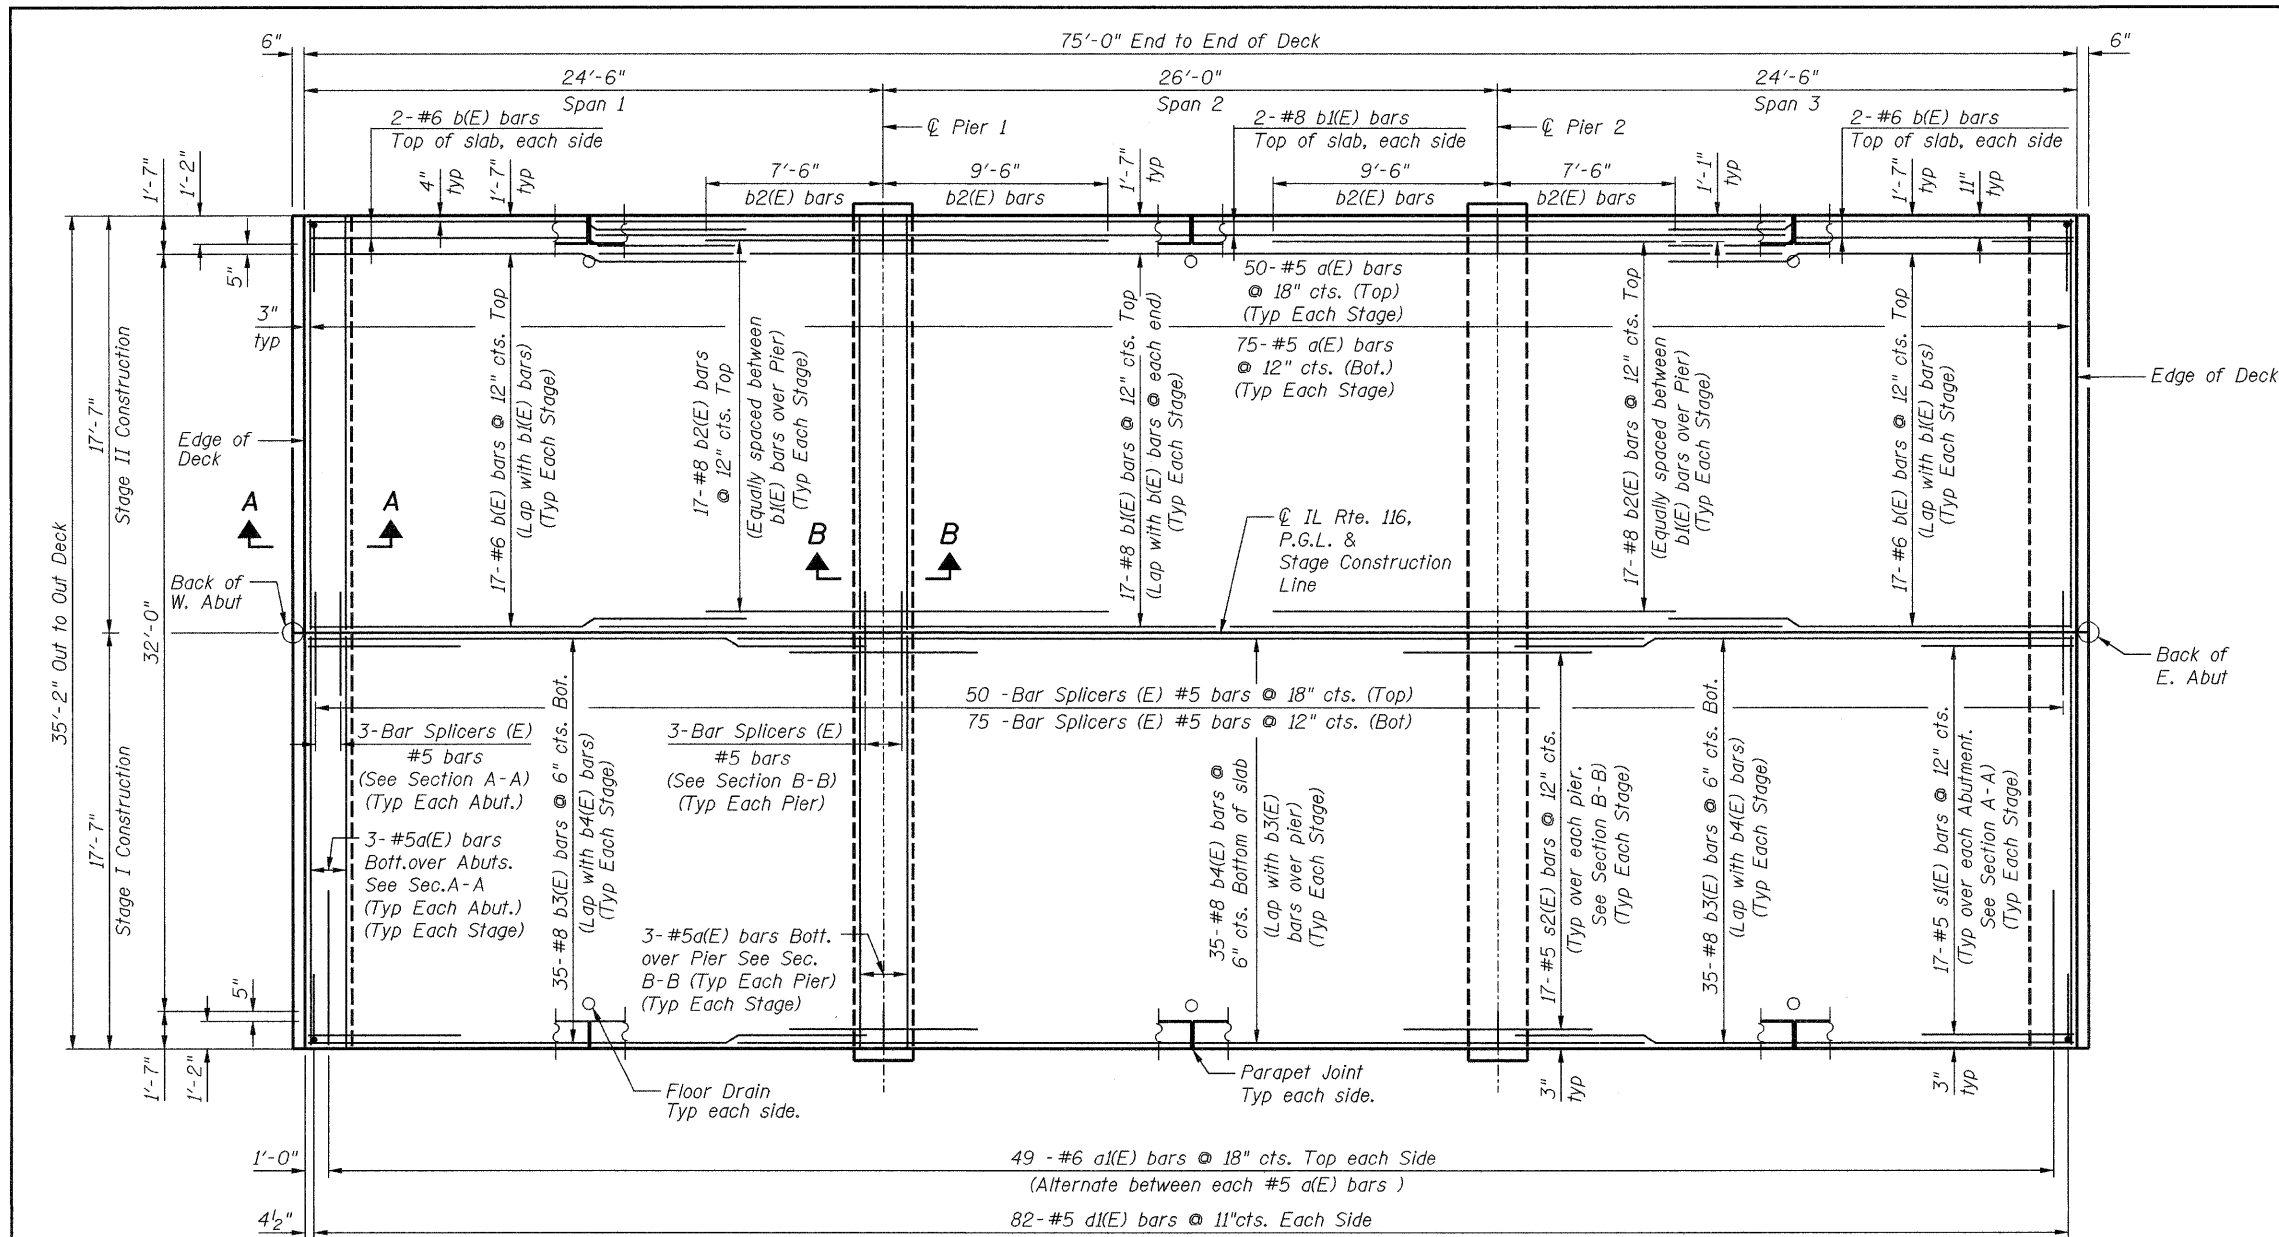 6"
75'-0" End to End of Deck
6"
24'-6"
Span 1
26'-0"
Span 2
24'-6"
Span 3
2-#6 b(E) bars
Top of slab, each side
℄ Pier 1
2-#8 b1(E) bars
Top of slab, each side
℄ Pier 2
2-#6 b(E) bars
Top of slab, each side
1'-7"
1'-2"
4"
typ
1'-7"
typ
7'-6"
b2(E) bars
9'-6"
b2(E) bars
1'-7"
typ
9'-6"
b2(E) bars
7'-6"
b2(E) bars
1'-1"
typ
1'-7"
typ
11"
typ
5"
3"
typ
50-#5 a(E) bars
@ 18" cts. (Top)
(Typ Each Stage)
75-#5 a(E) bars
@ 12" cts. (Bot.)
(Typ Each Stage)
17-#6 b(E) bars @ 12" cts. Top
(Lap with b1(E) bars)
(Typ Each Stage)
17-#8 b2(E) bars
@ 12" cts. Top
(Equally spaced between
b1(E) bars over Pier)
(Typ Each Stage)
17-#8 b1(E) bars @ 12" cts. Top
(Lap with b(E) bars @ each end)
(Typ Each Stage)
17-#8 b2(E) bars @ 12" cts. Top
(Equally spaced between
b1(E) bars over Pier)
(Typ Each Stage)
17-#6 b(E) bars @ 12" cts. Top
(Lap with b1(E) bars)
(Typ Each Stage)
Edge of Deck
Edge of
Deck
35'-2" Out to Out Deck
17'-7"
Stage II Construction
32'-0"
A
A
B
B
℄ IL Rte. 116,
P.G.L. &
Stage Construction
Line
Back of
W. Abut
Back of
E. Abut
17'-7"
Stage I Construction
50 -Bar Splicers (E) #5 bars @ 18" cts. (Top)
75 -Bar Splicers (E) #5 bars @ 12" cts. (Bot)
3-Bar Splicers (E)
#5 bars
(See Section A-A)
(Typ Each Abut.)
3-Bar Splicers (E)
#5 bars
(See Section B-B)
(Typ Each Pier)
3-#5a(E) bars
Bott.over Abuts.
See Sec.A-A
(Typ Each Abut.)
(Typ Each Stage)
35-#8 b3(E) bars @ 6" cts. Bot.
(Lap with b4(E) bars)
(Typ Each Stage)
3-#5a(E) bars Bott.
over Pier See Sec.
B-B (Typ Each Pier)
(Typ Each Stage)
35-#8 b4(E) bars @
6" cts. Bottom of slab
(Lap with b3(E)
bars over pier)
(Typ Each Stage)
17-#5 s2(E) bars @ 12" cts.
(Typ over each pier.
See Section B-B)
(Typ Each Stage)
35-#8 b3(E) bars @ 6" cts. Bot.
(Lap with b4(E) bars)
(Typ Each Stage)
17-#5 s1(E) bars @ 12" cts.
(Typ over each Abutment.
See Section A-A)
(Typ Each Stage)
5"
1'-7"
1'-2"
Floor Drain
Typ each side.
Parapet Joint
Typ each side.
3"
typ
3"
typ
1'-0"
49 -#6 a1(E) bars @ 18" cts. Top each Side
(Alternate between each #5 a(E) bars )
4½"
82-#5 d1(E) bars @ 11"cts. Each Side